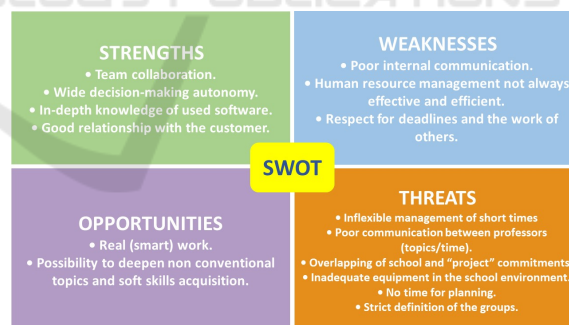 STRENGTHS
• Team collaboration.
• Wide decision-making autonomy.
• In-depth knowledge of used software.
• Good relationship with the customer.
WEAKNESSES
• Poor internal communication.
• Human resource management not always
effective and efficient.
• Respect for deadlines and the work of
others.
SWOT
OPPORTUNITIES
• Real (smart) work.
• Possibility to deepen non conventional
topics and soft skills acquisition.
THREATS
• Inflexible management of short times
• Poor communication between professors
(topics/time).
• Overlapping of school and “project” commitments.
• Inadequate equipment in the school environment.
• No time for planning.
• Strict definition of the groups.